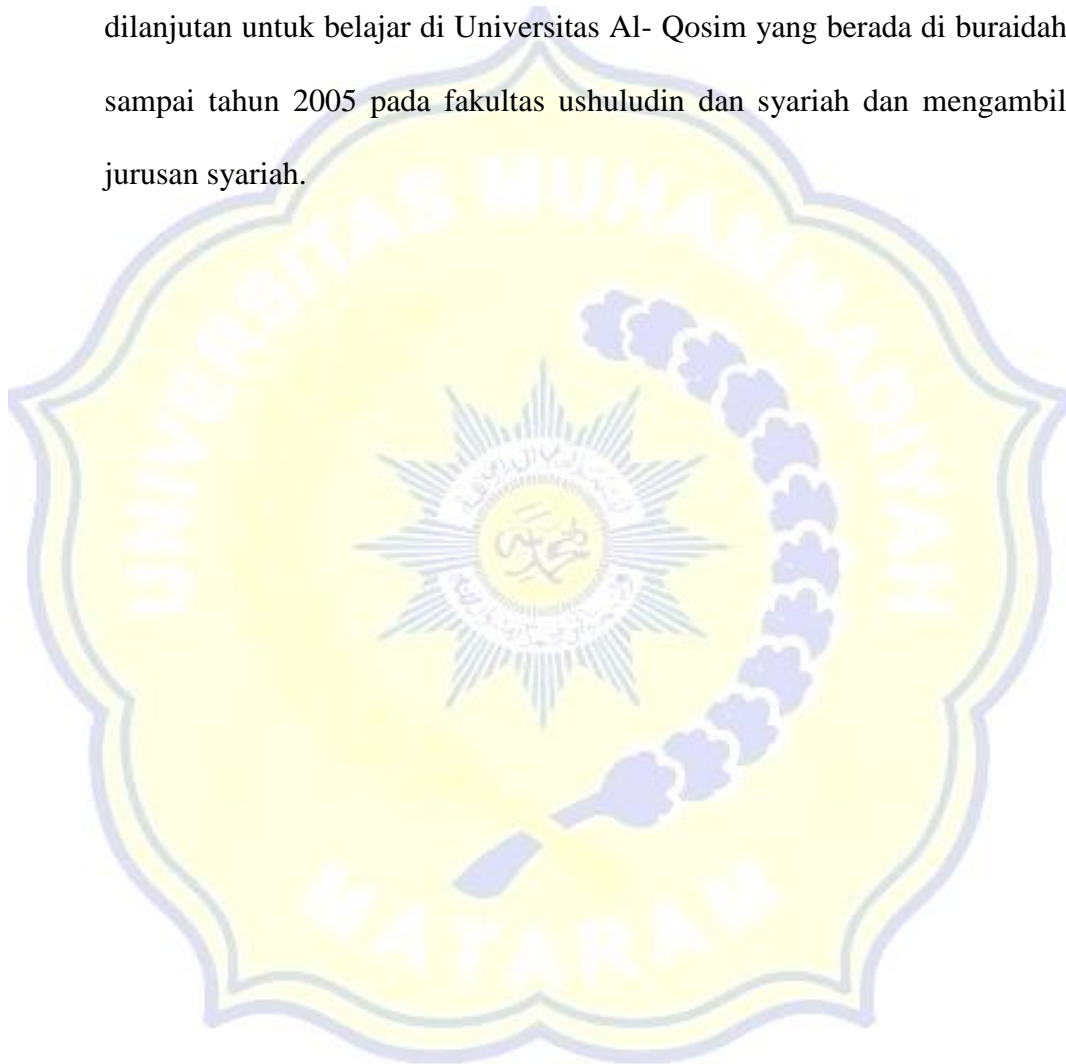 dilanjutan untuk belajar di Universitas Al- Qosim yang berada di buraidah
sampai tahun 2005 pada fakultas ushuludin dan syariah dan mengambil
jurusan syariah.
UNIVERSITAS MUHAMMADIYAH
MATARAM